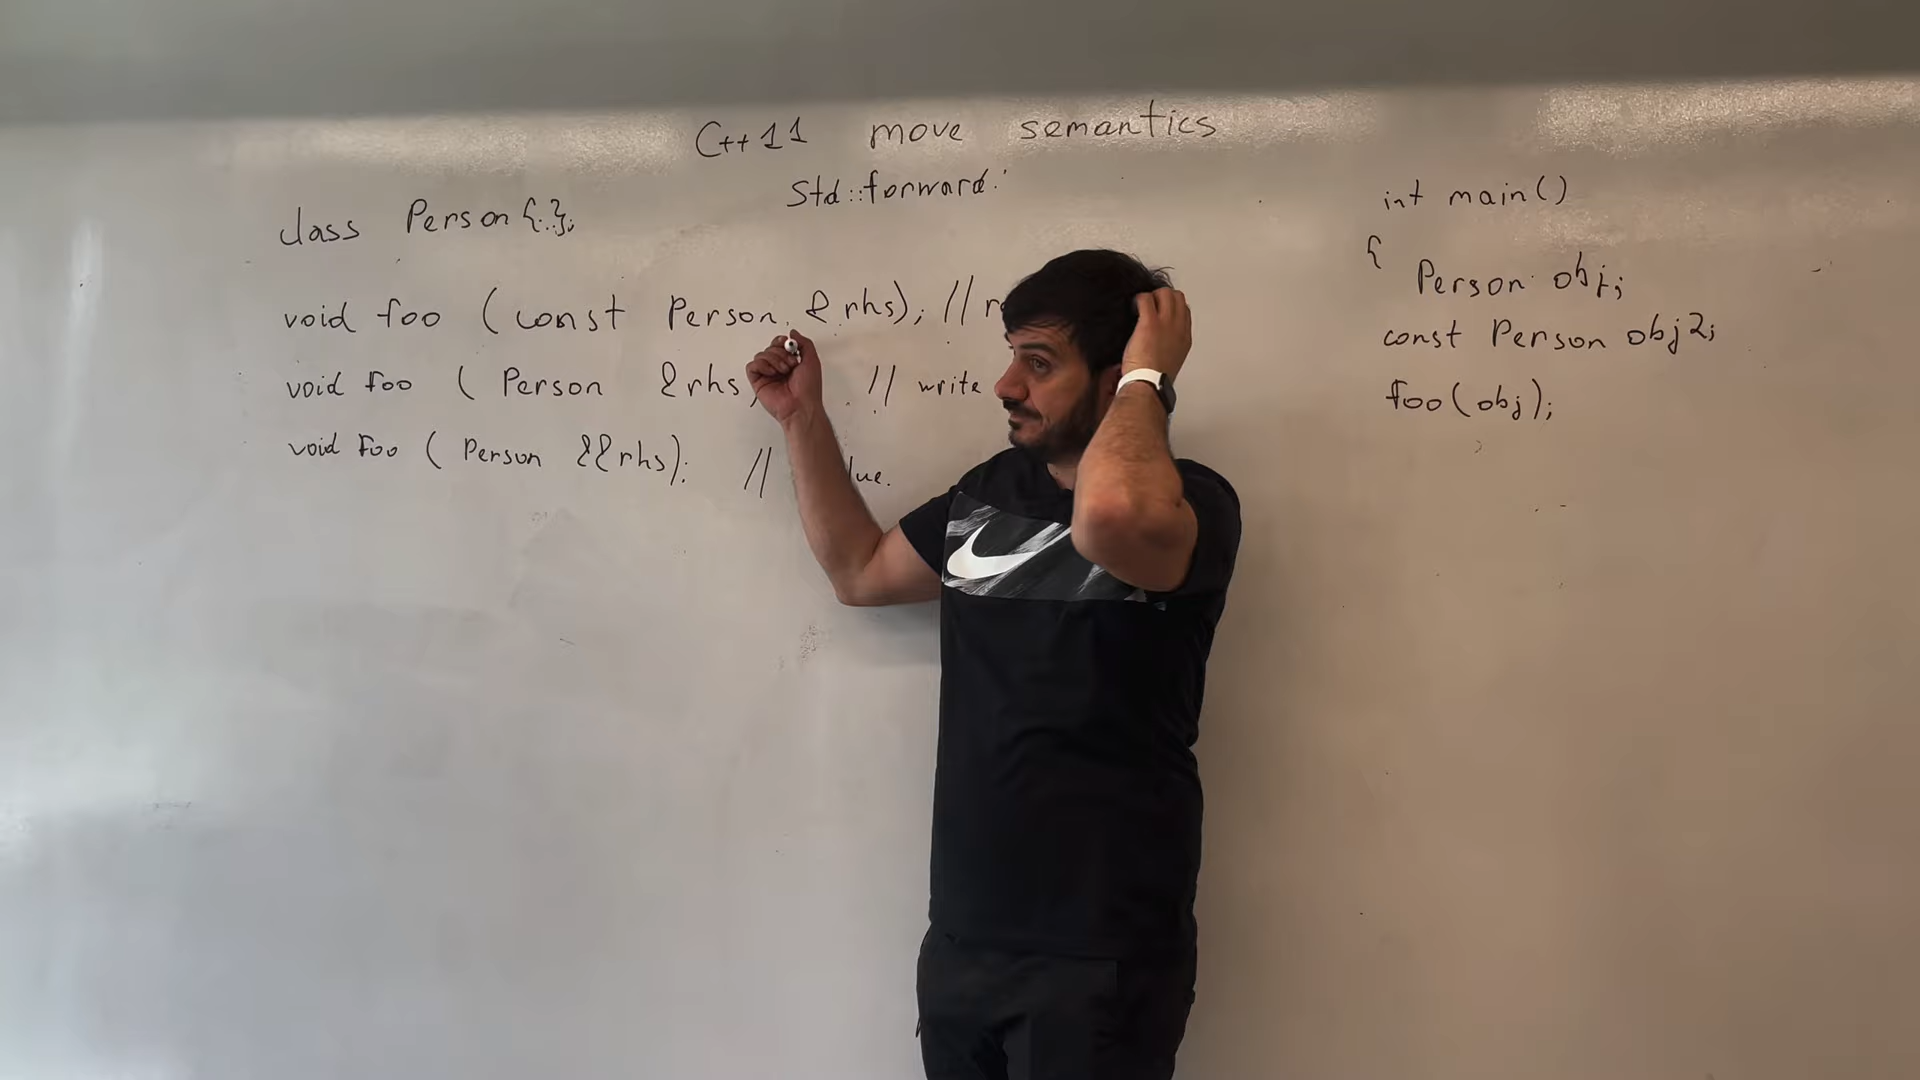 C++11 move semantics
std::forward.
class Person{..};
void foo (const Person &rhs); //
void foo ( Person &rhs // write
void foo ( Person &&rhs); //
int main()
{
Person obj;
const Person obj2;
foo(obj);